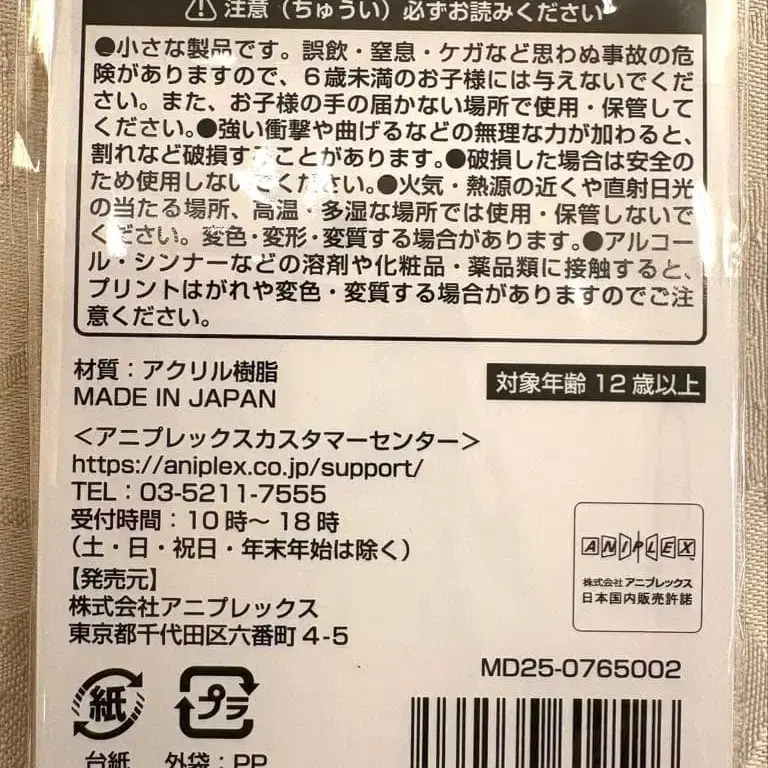 ⚠ 注意（ちゅうい）必ずお読みください
●小さな製品です。誤飲・窒息・ケガなど思わぬ事故の危
険がありますので、6歳未満のお子様には与えないでくだ
さい。また、お子様の手の届かない場所で使用・保管して
ください。●強い衝撃や曲げるなどの無理な力が加わると、
割れなど破損することがあります。●破損した場合は安全の
ため使用しないでください。●火気・熱源の近くや直射日光
の当たる場所、高温・多湿な場所では使用・保管しないで
ください。変色・変形・変質する場合があります。●アルコー
ル・シンナーなどの溶剤や化粧品・薬品類に接触すると、
プリントはがれや変色・変質する場合がありますのでご注
意ください。
材質：アクリル樹脂
MADE IN JAPAN
対象年齢 12 歳以上
＜アニプレックスカスタマーセンター＞
https://aniplex.co.jp/support/
TEL：03-5211-7555
受付時間：10時～18時
（土・日・祝日・年末年始は除く）
【発売元】
株式会社アニプレックス
東京都千代田区六番町 4-5
ANIPLEX
株式会社 アニプレックス
日本国内販売許諾
MD25-0765002
紙
プラ
台紙
外袋：PP